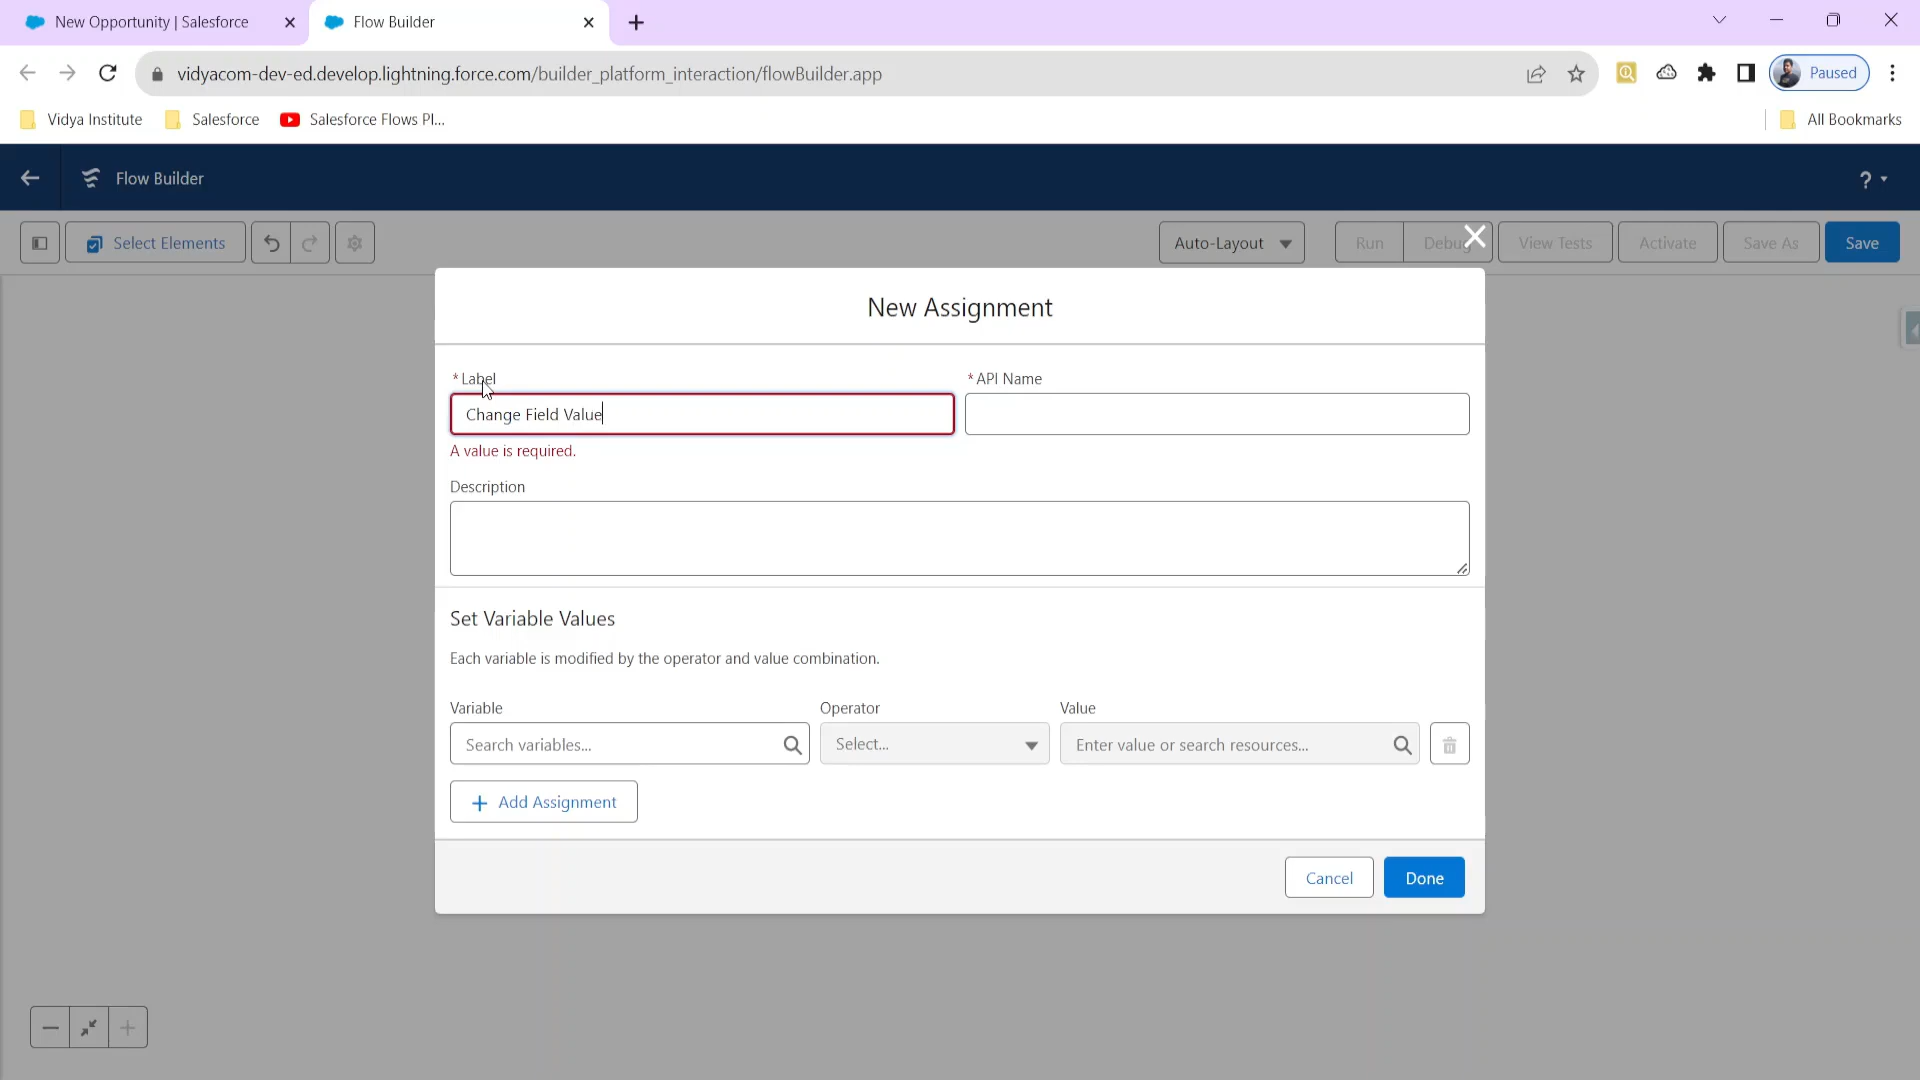 New Opportunity | Salesforce
Flow Builder
vidyacom-dev-ed.develop.lightning.force.com/builder_platform_interaction/flowBuilder.app
Paused
Vidya Institute
Salesforce
Salesforce Flows Pl...
All Bookmarks
Flow Builder
?
Select Elements
Auto-Layout
Run
Debug
View Tests
Activate
Save As
Save
New Assignment
* Label
* API Name
Change Field Value
A value is required.
Description
Set Variable Values
Each variable is modified by the operator and value combination.
Variable
Operator
Value
Search variables...
Select...
Enter value or search resources...
+ Add Assignment
Cancel
Done